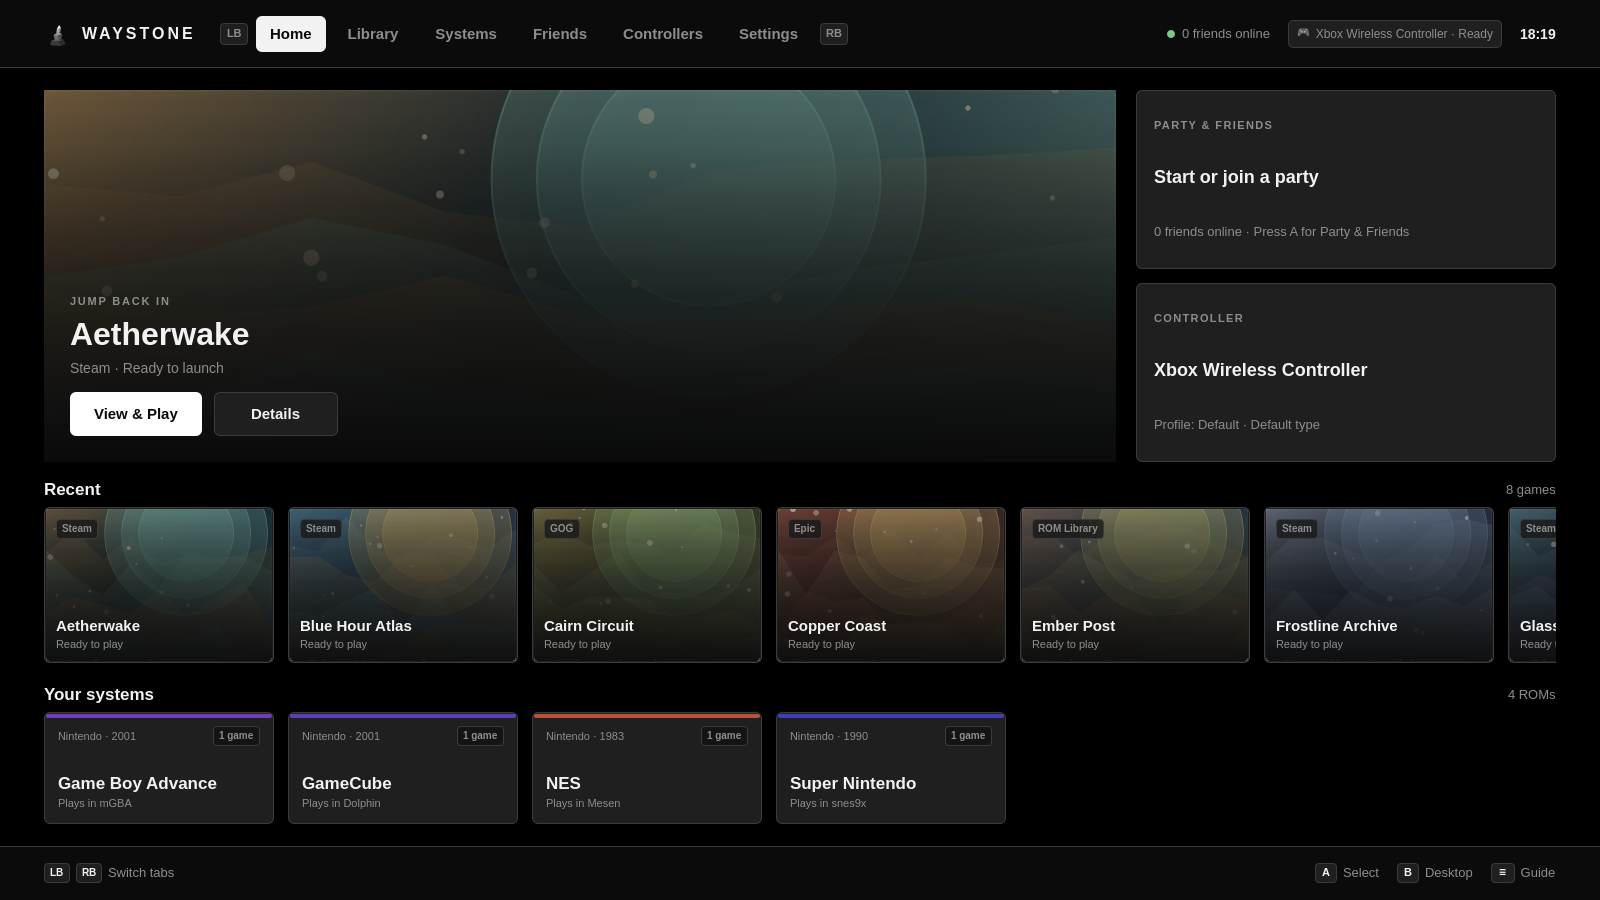 WAYSTONE
LB
Home
Library
Systems
Friends
Controllers
Settings
RB
0 friends online
Xbox Wireless Controller · Ready
18:19
JUMP BACK IN
Aetherwake
Steam · Ready to launch
View & Play
Details
PARTY & FRIENDS
Start or join a party
0 friends online · Press A for Party & Friends
CONTROLLER
Xbox Wireless Controller
Profile: Default · Default type
Recent
8 games
Steam
Aetherwake
Ready to play
Steam
Blue Hour Atlas
Ready to play
GOG
Cairn Circuit
Ready to play
Epic
Copper Coast
Ready to play
ROM Library
Ember Post
Ready to play
Steam
Frostline Archive
Ready to play
Steam
Glass
Ready
Your systems
4 ROMs
Nintendo · 2001
1 game
Game Boy Advance
Plays in mGBA
Nintendo · 2001
1 game
GameCube
Plays in Dolphin
Nintendo · 1983
1 game
NES
Plays in Mesen
Nintendo · 1990
1 game
Super Nintendo
Plays in snes9x
LB
RB
Switch tabs
A
Select
B
Desktop
≡
Guide